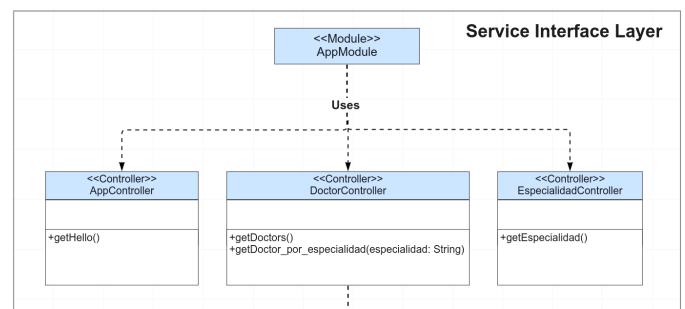 Service Interface Layer
<<Module>>
AppModule
Uses
<<Controller>>
AppController
+getHello()
<<Controller>>
DoctorController
+getDoctors()
+getDoctor_por_especialidad(especialidad: String)
<<Controller>>
EspecialidadController
+getEspecialidad()